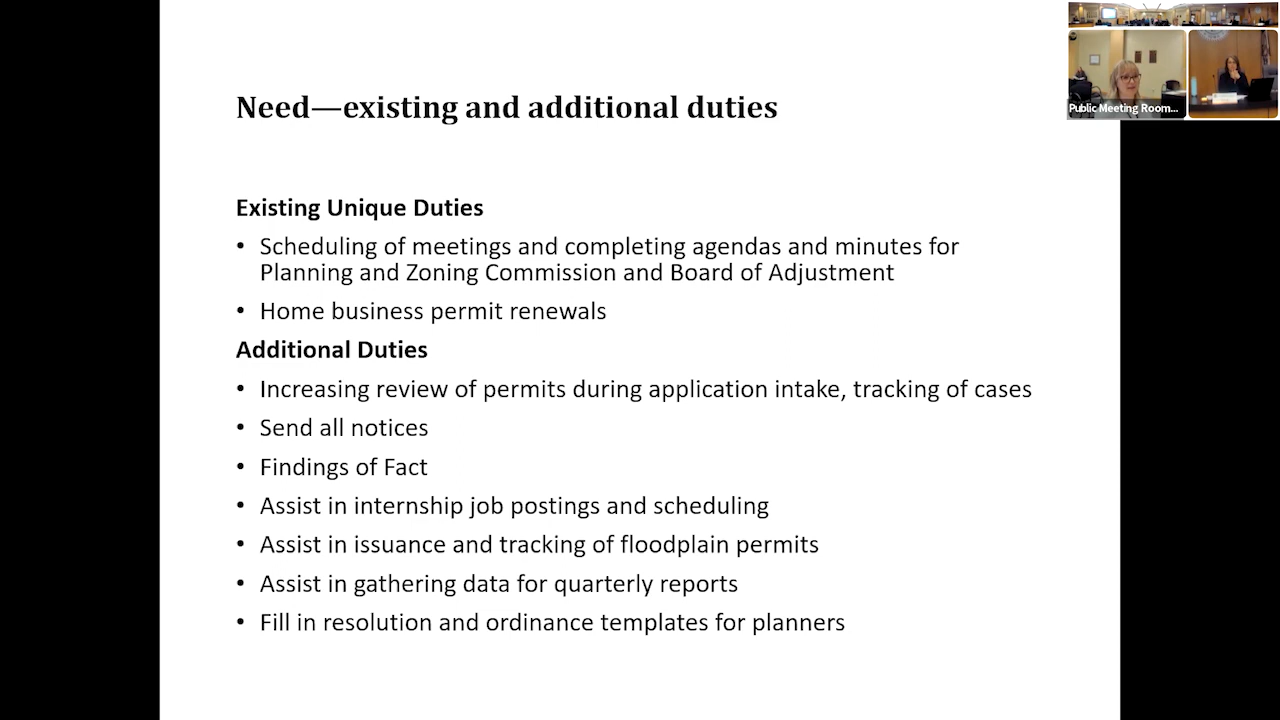 Need—existing and additional duties
Existing Unique Duties
• Scheduling of meetings and completing agendas and minutes for
Planning and Zoning Commission and Board of Adjustment
• Home business permit renewals
Additional Duties
• Increasing review of permits during application intake, tracking of cases
• Send all notices
• Findings of Fact
• Assist in internship job postings and scheduling
• Assist in issuance and tracking of floodplain permits
• Assist in gathering data for quarterly reports
• Fill in resolution and ordinance templates for planners
Public Meeting Room...